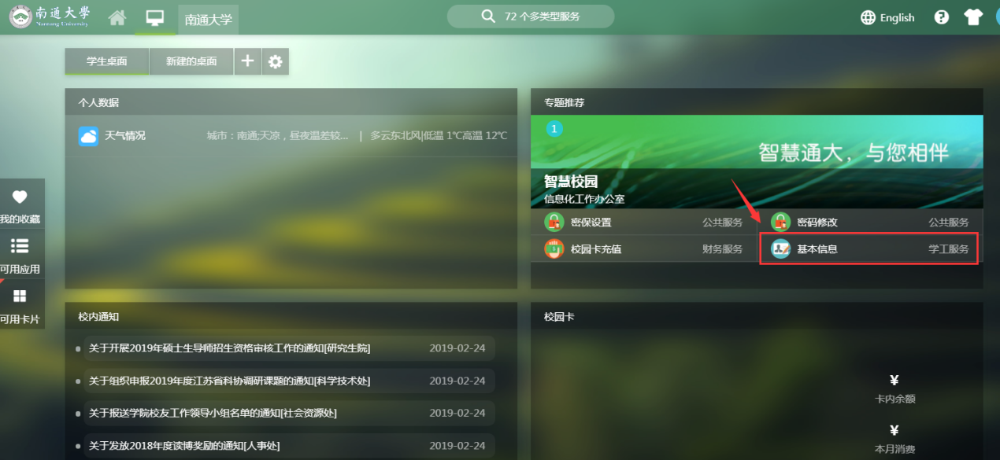 南通大學
Nantong University
南通大学
72 个多类型服务
English
学生桌面
新建的桌面
个人数据
天气情况
城市：南通;天凉，昼夜温差较... | 多云东北风|低温 1℃高温 12℃
专题推荐
1
智慧通大，与您相伴
智慧校园
信息化工作办公室
密保设置 公共服务
密码修改 公共服务
校园卡充值 财务服务
基本信息 学工服务
我的收藏
可用应用
可用卡片
校内通知
关于开展2019年硕士生导师招生资格审核工作的通知[研究生院] 2019-02-24
关于组织申报2019年度江苏省科协调研课题的通知[科学技术处] 2019-02-24
关于报送学院校友工作领导小组名单的通知[社会资源处] 2019-02-24
关于发放2018年度读博奖励的通知[人事处] 2019-02-24
校园卡
¥
卡内余额
¥
本月消费